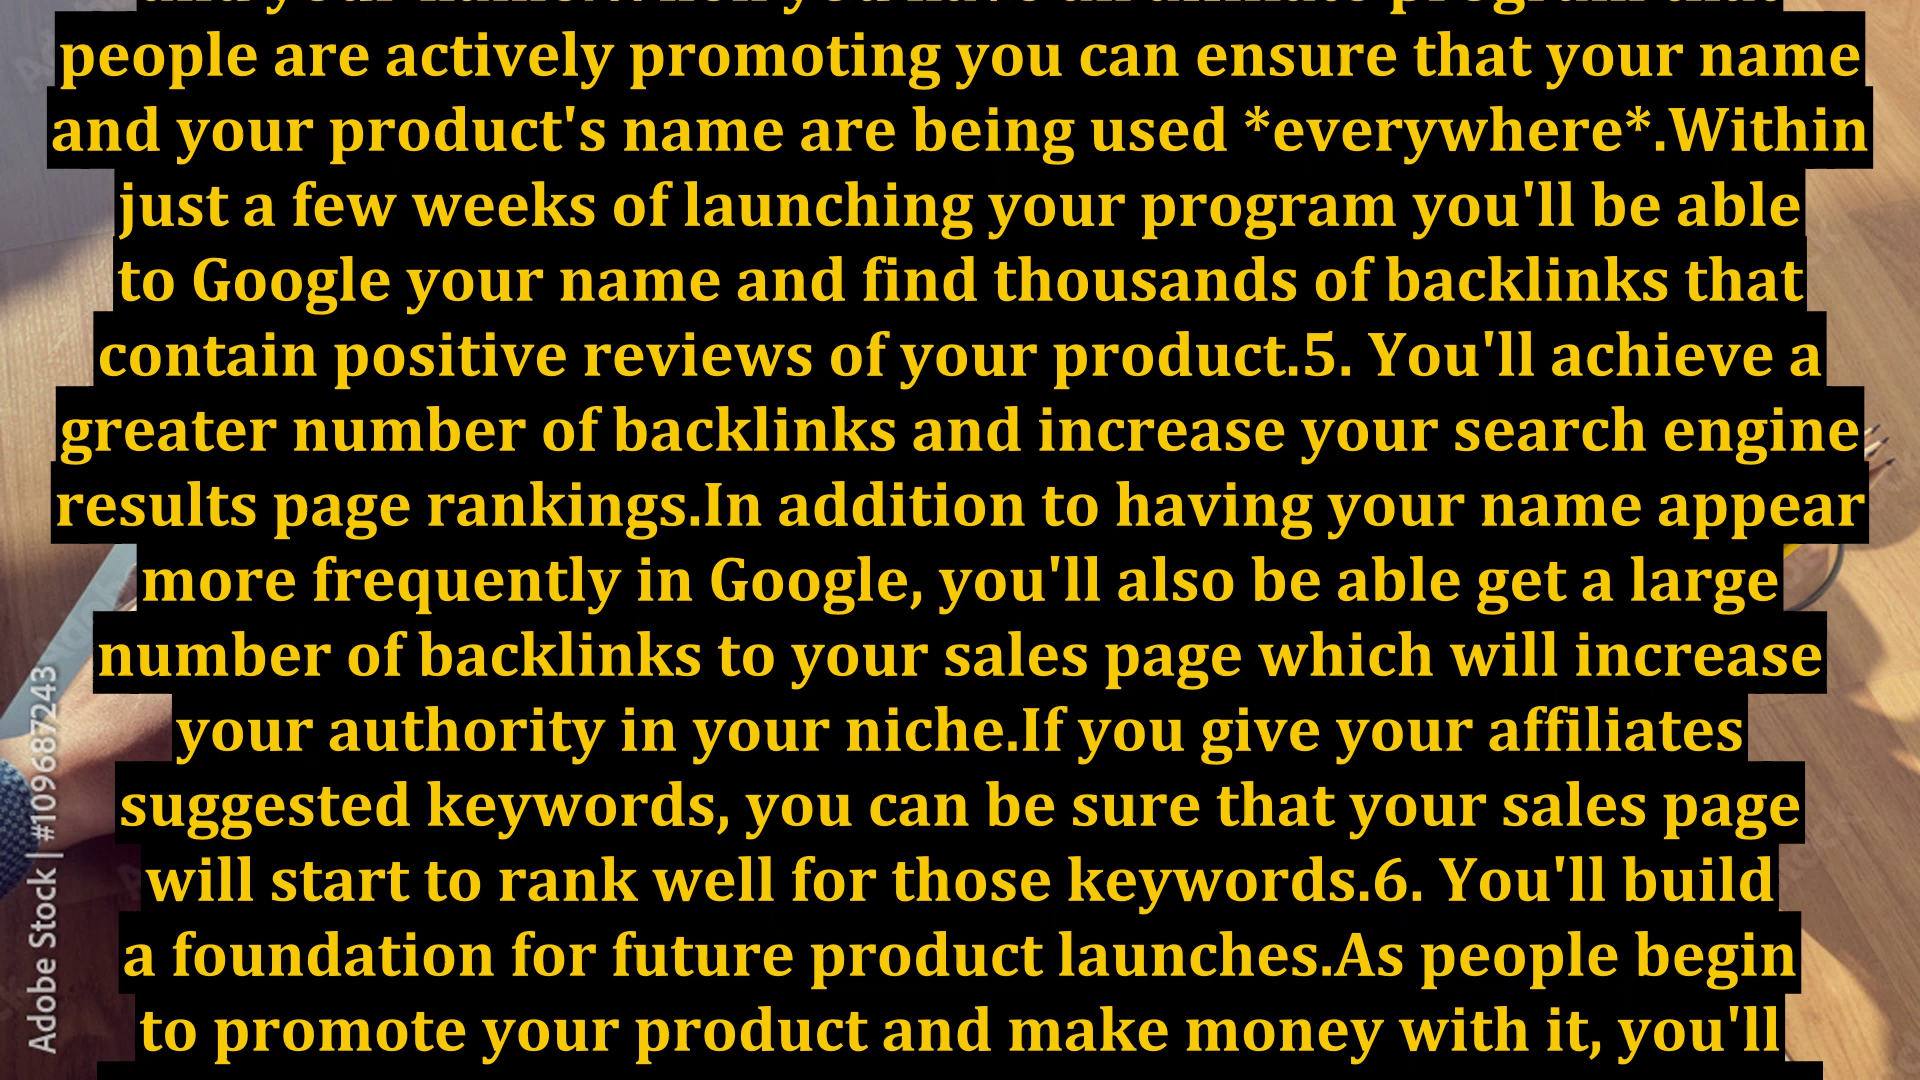 people are actively promoting you can ensure that your name
and your product's name are being used *everywhere*.Within
just a few weeks of launching your program you'll be able
to Google your name and find thousands of backlinks that
contain positive reviews of your product.5. You'll achieve a
greater number of backlinks and increase your search engine
results page rankings.In addition to having your name appear
more frequently in Google, you'll also be able get a large
number of backlinks to your sales page which will increase
your authority in your niche.If you give your affiliates
suggested keywords, you can be sure that your sales page
will start to rank well for those keywords.6. You'll build
a foundation for future product launches.As people begin
to promote your product and make money with it, you'll
Adobe Stock | #109687243